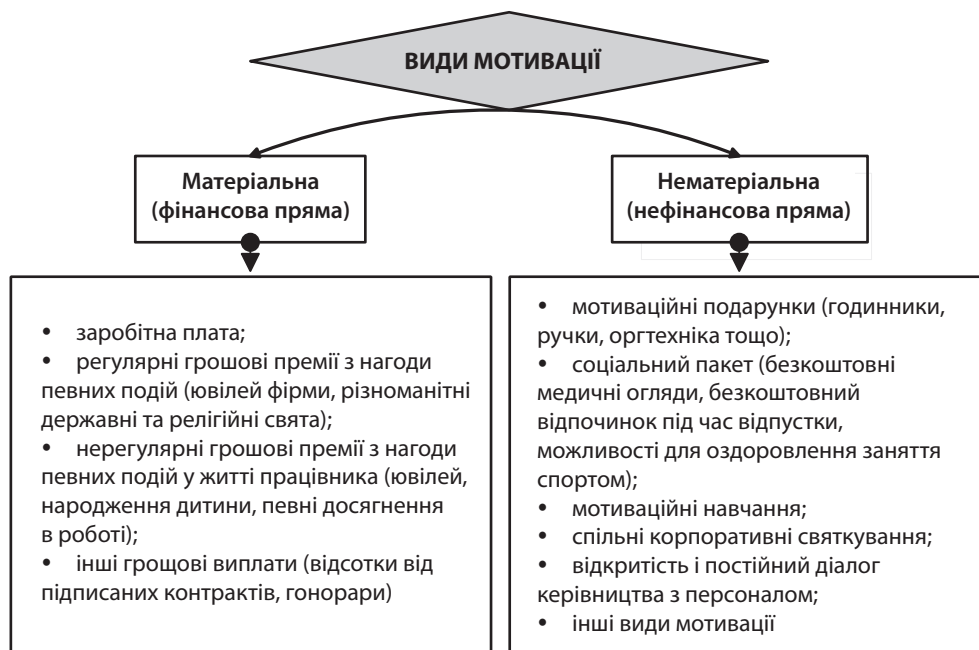 ВИДИ МОТИВАЦІЇ
Матеріальна
(фінансова пряма)
Нематеріальна
(нефінансова пряма)
• заробітна плата;
• регулярні грошові премії з нагоди
певних подій (ювілей фірми, різноманітні
державні та релігійні свята);
• нерегулярні грошові премії з нагоди
певних подій у житті працівника (ювілей,
народження дитини, певні досягнення
в роботі);
• інші грощові виплати (відсотки від
підписаних контрактів, гонорари)
• мотиваційні подарунки (годинники,
ручки, оргтехніка тощо);
• соціальний пакет (безкоштовні
медичні огляди, безкоштовний
відпочинок під час відпустки,
можливості для оздоровлення заняття
спортом);
• мотиваційні навчання;
• спільні корпоративні святкування;
• відкритість і постійний діалог
керівництва з персоналом;
• інші види мотивації